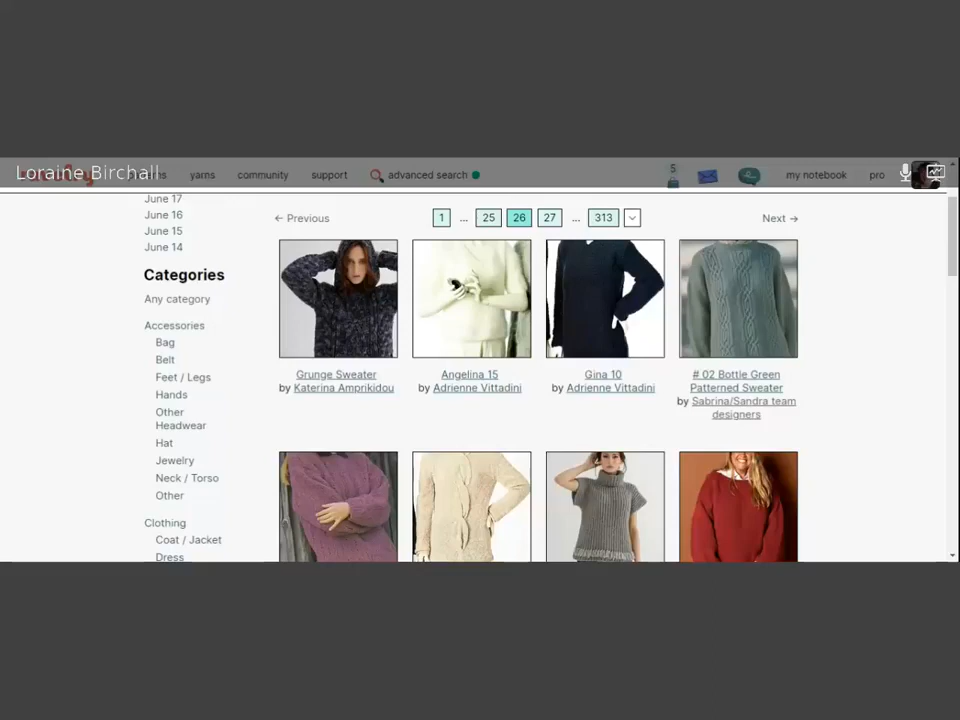 Loraine Birchall
yarns
community
support
advanced search
5
my notebook
pro
June 17
June 16
June 15
June 14
← Previous
1 ... 25 26 27 ... 313
Next →
Categories
Any category
Accessories
Bag
Belt
Feet / Legs
Hands
Other
Headwear
Hat
Jewelry
Neck / Torso
Other
Clothing
Coat / Jacket
Dress
Grunge Sweater
by Katerina Amprikidou
Angelina 15
by Adrienne Vittadini
Gina 10
by Adrienne Vittadini
# 02 Bottle Green
Patterned Sweater
by Sabrina/Sandra team
designers